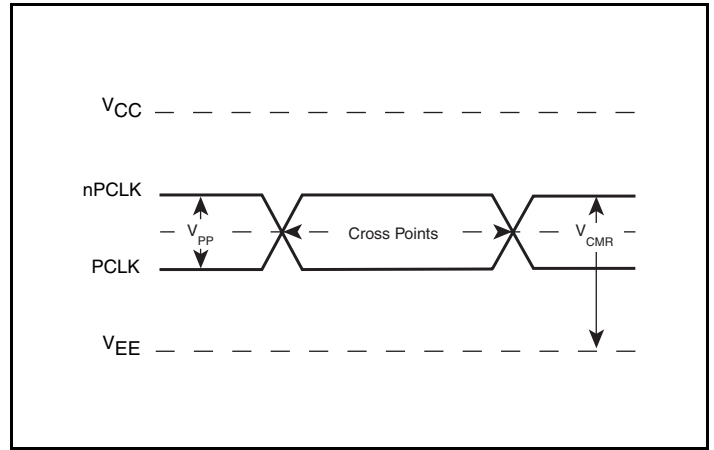 VCC
nPCLK
VPP
Cross Points
VCMR
PCLK
VEE